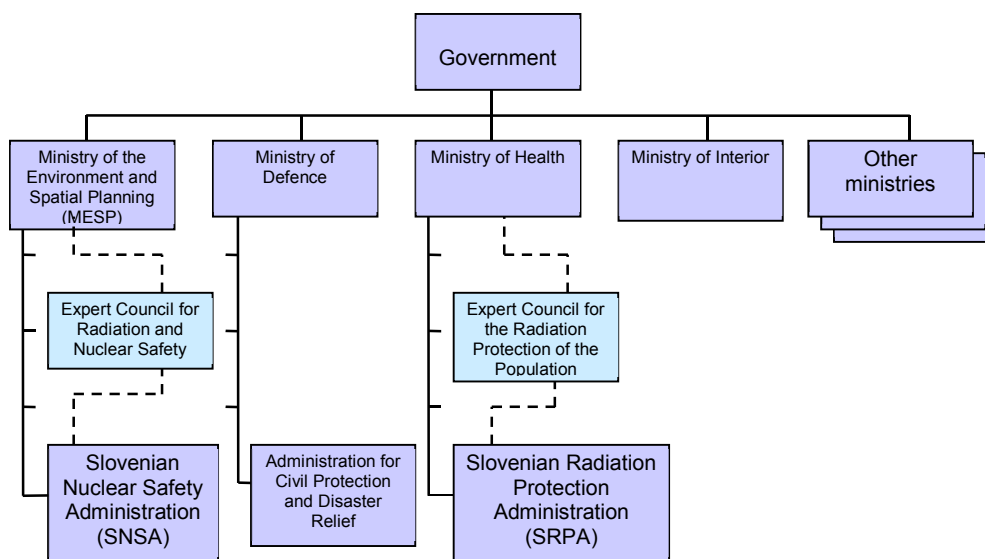 Government
Ministry of the
Environment and
Spatial Planning
(MESP)
Ministry of
Defence
Ministry of Health
Ministry of Interior
Other
ministries
Expert Council for
Radiation and
Nuclear Safety
Expert Council for
the Radiation
Protection of the
Population
Slovenian
Nuclear Safety
Administration
(SNSA)
Administration for
Civil Protection
and Disaster
Relief
Slovenian Radiation
Protection
Administration
(SRPA)